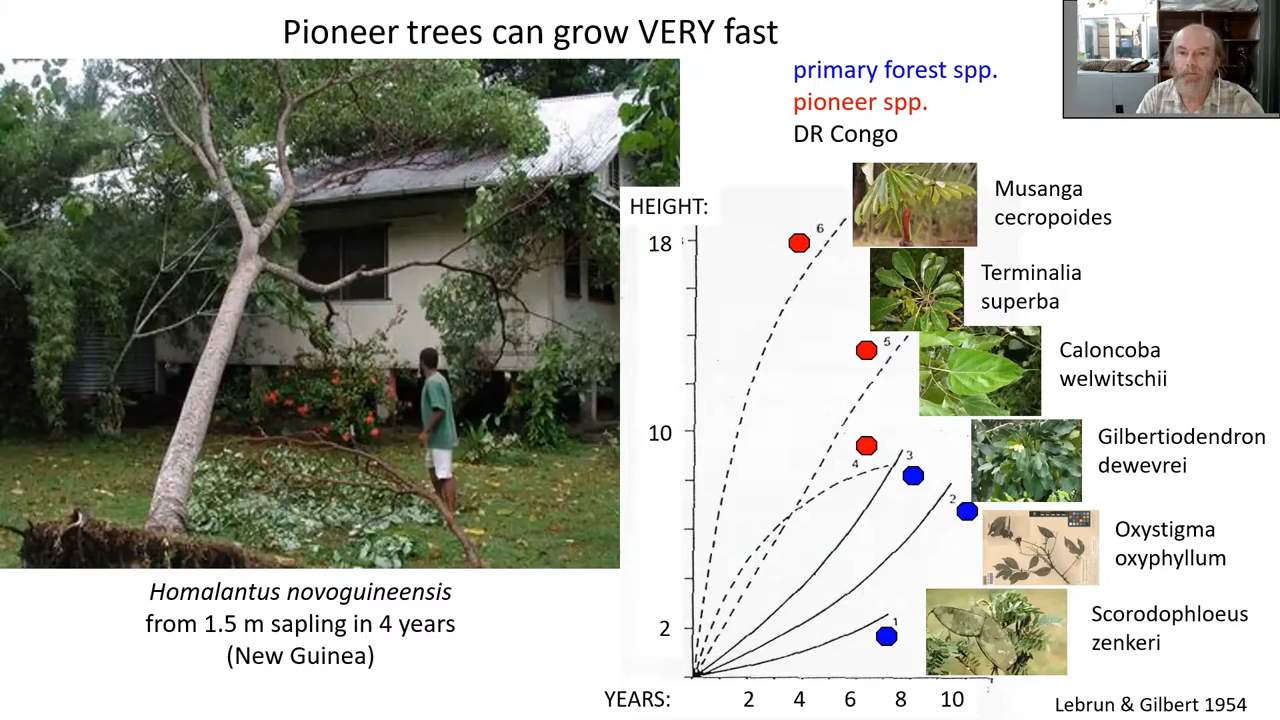 Pioneer trees can grow VERY fast
primary forest spp.
pioneer spp.
DR Congo
HEIGHT:
18
10
2
6
5
4
3
2
1
Musanga
cecropoides
Terminalia
superba
Caloncoba
welwitschii
Gilbertiodendron
dewevrei
Oxystigma
oxyphyllum
Scorodophloeus
zenkeri
Homalantus novoguineensis
from 1.5 m sapling in 4 years
(New Guinea)
YEARS: 2 4 6 8 10
Lebrun & Gilbert 1954